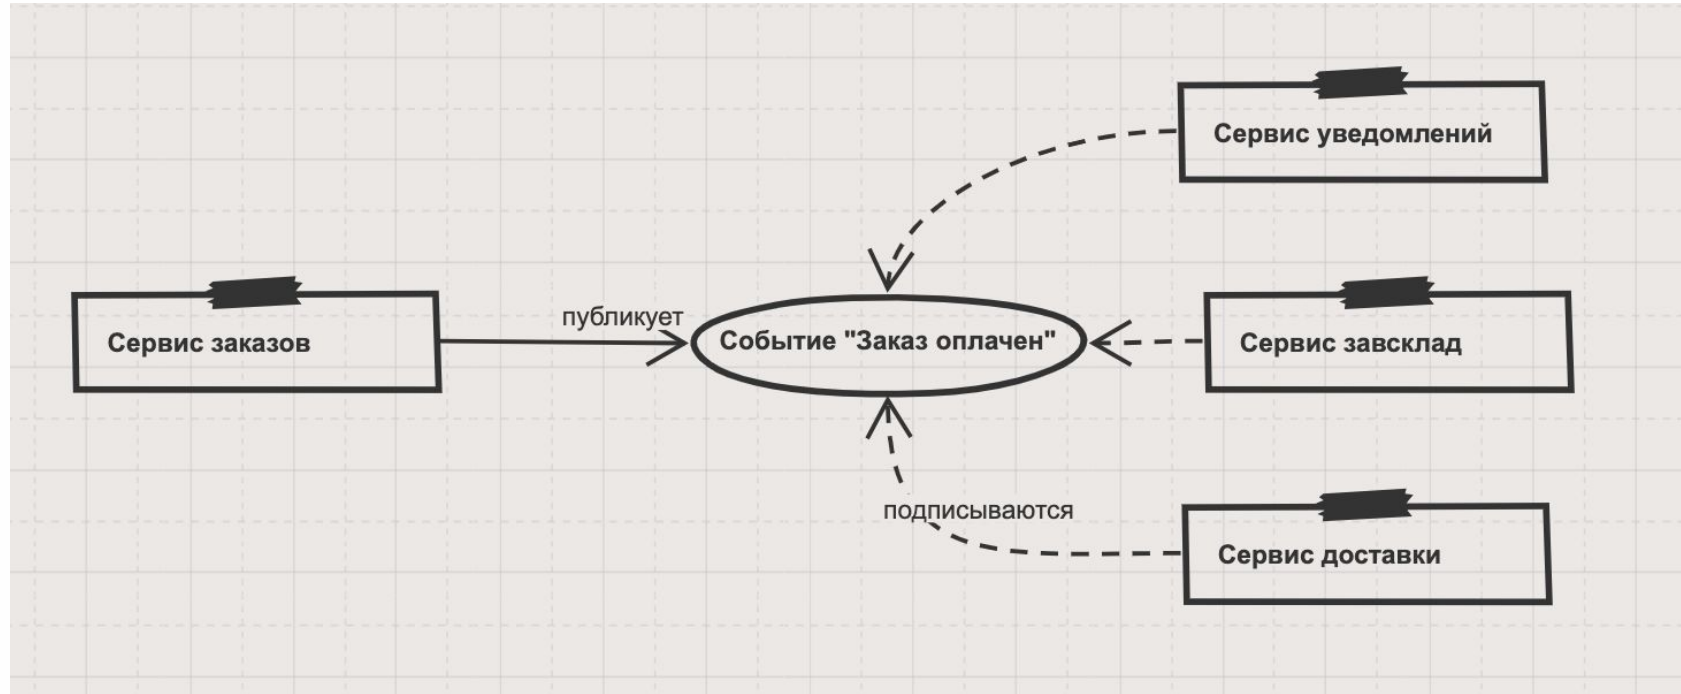 Сервис уведомлений
Сервис заказов
публикует
Событие "Заказ оплачен"
Сервис завсклад
подписываются
Сервис доставки